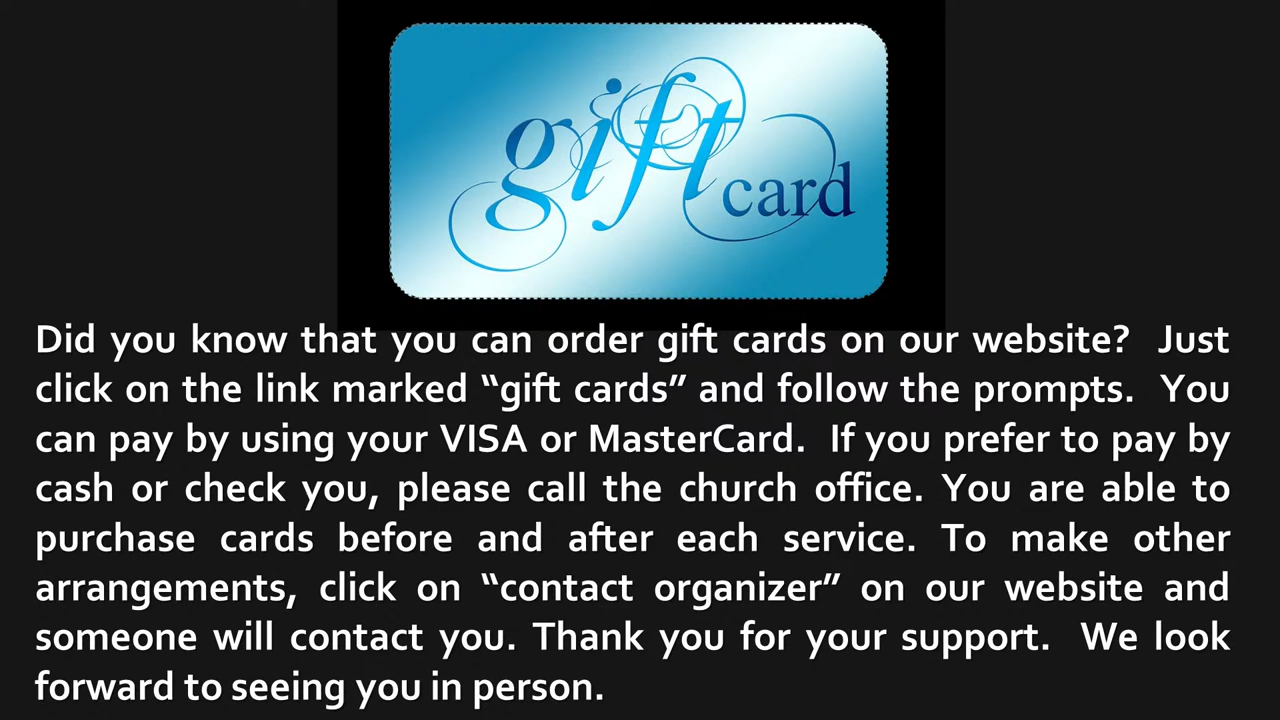 gift card
Did you know that you can order gift cards on our website? Just
click on the link marked “gift cards” and follow the prompts. You
can pay by using your VISA or MasterCard. If you prefer to pay by
cash or check you, please call the church office. You are able to
purchase cards before and after each service. To make other
arrangements, click on “contact organizer” on our website and
someone will contact you. Thank you for your support. We look
forward to seeing you in person.